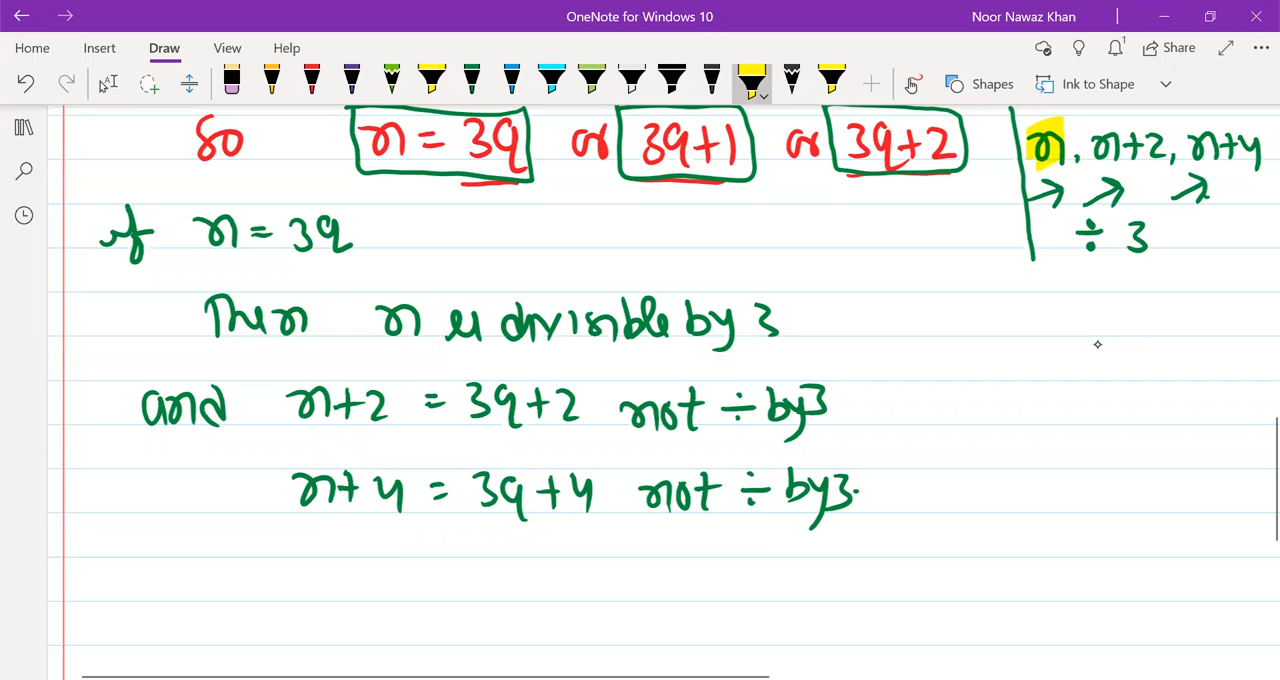 OneNote for Windows 10
Noor Nawaz Khan
Home Insert Draw View Help
1 Share
Shapes Ink to Shape
So n = 3q or 3q+1 or 3q+2
n, n+2, n+4
÷ 3
if n = 3q
Then n is divisible by 3
and n+2 = 3q+2 not ÷ by 3
n+4 = 3q+4 not ÷ by 3.